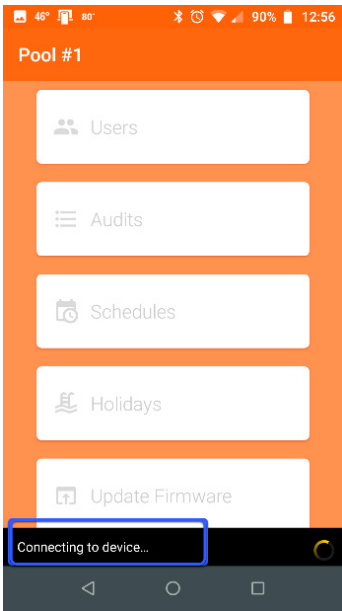 46° 80° 90% 12:56
Pool #1
Users
Audits
Schedules
Holidays
Update Firmware
Connecting to device...